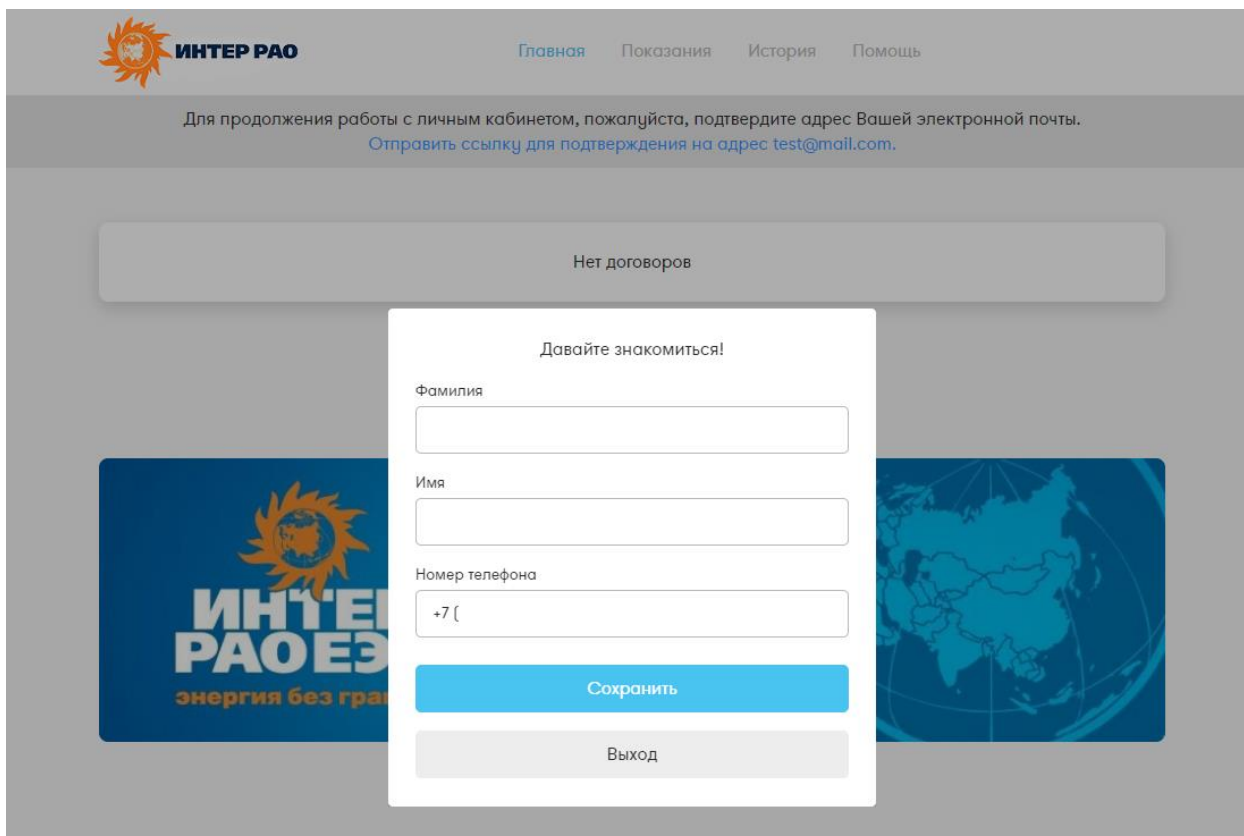 ИНТЕР РАО
Главная Показания История Помощь
Для продолжения работы с личным кабинетом, пожалуйста, подтвердите адрес Вашей электронной почты.
Отправить ссылку для подтверждения на адрес test@mail.com.
Нет договоров
Давайте знакомиться!
Фамилия
Имя
Номер телефона
+7 (
Сохранить
Выход
ИНТЕР
РАО ЕЭ
энергия без гра